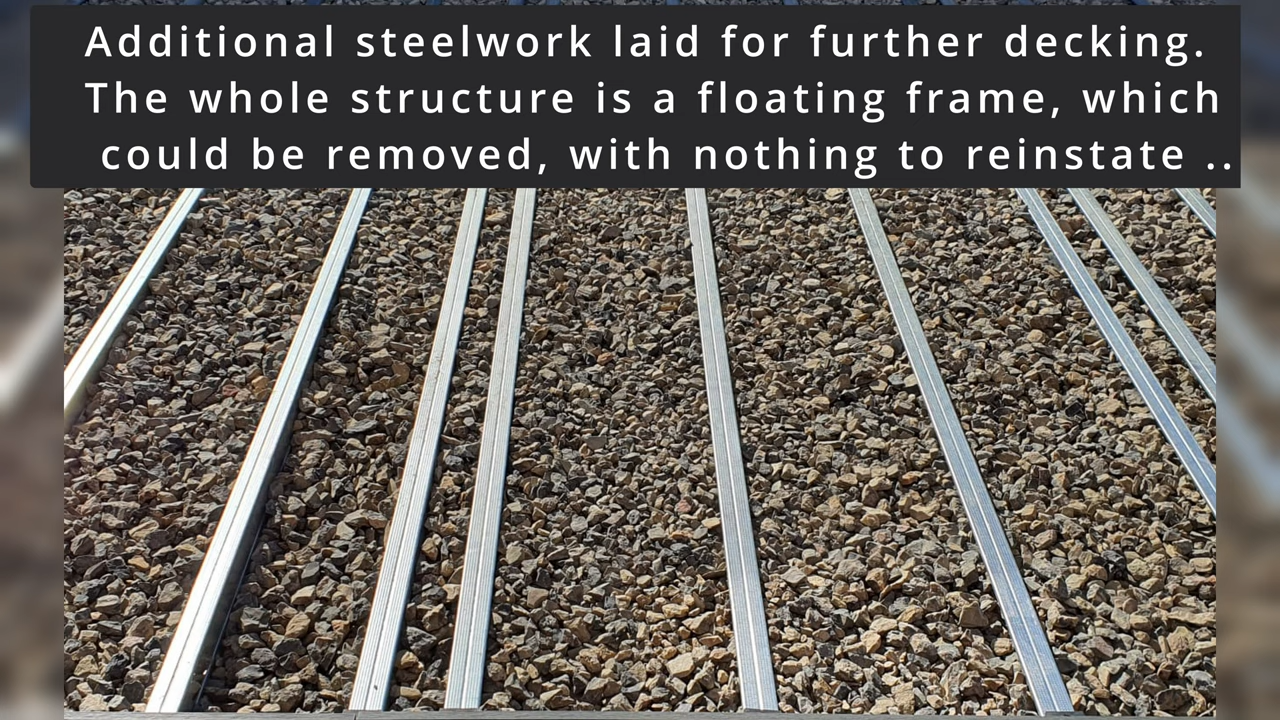 Additional steelwork laid for further decking.
The whole structure is a floating frame, which
could be removed, with nothing to reinstate ..